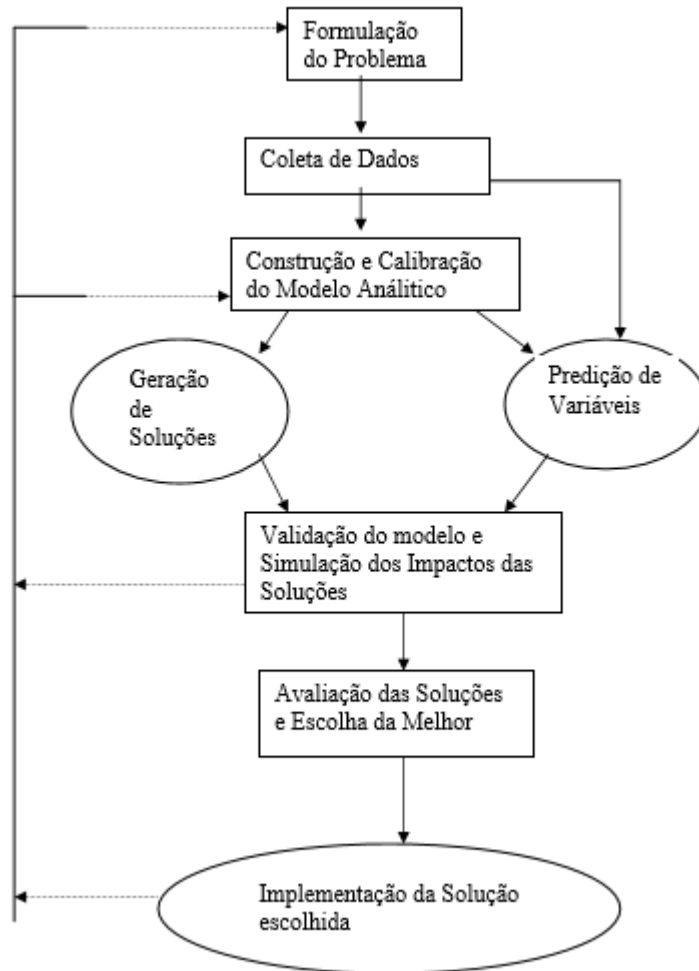 Formulação
do Problema
Coleta de Dados
Construção e Calibração
do Modelo Análitico
Geração
de
Soluções
Predição de
Variáveis
Validação do modelo e
Simulação dos Impactos das
Soluções
Avaliação das Soluções
e Escolha da Melhor
Implementação da Solução
escolhida